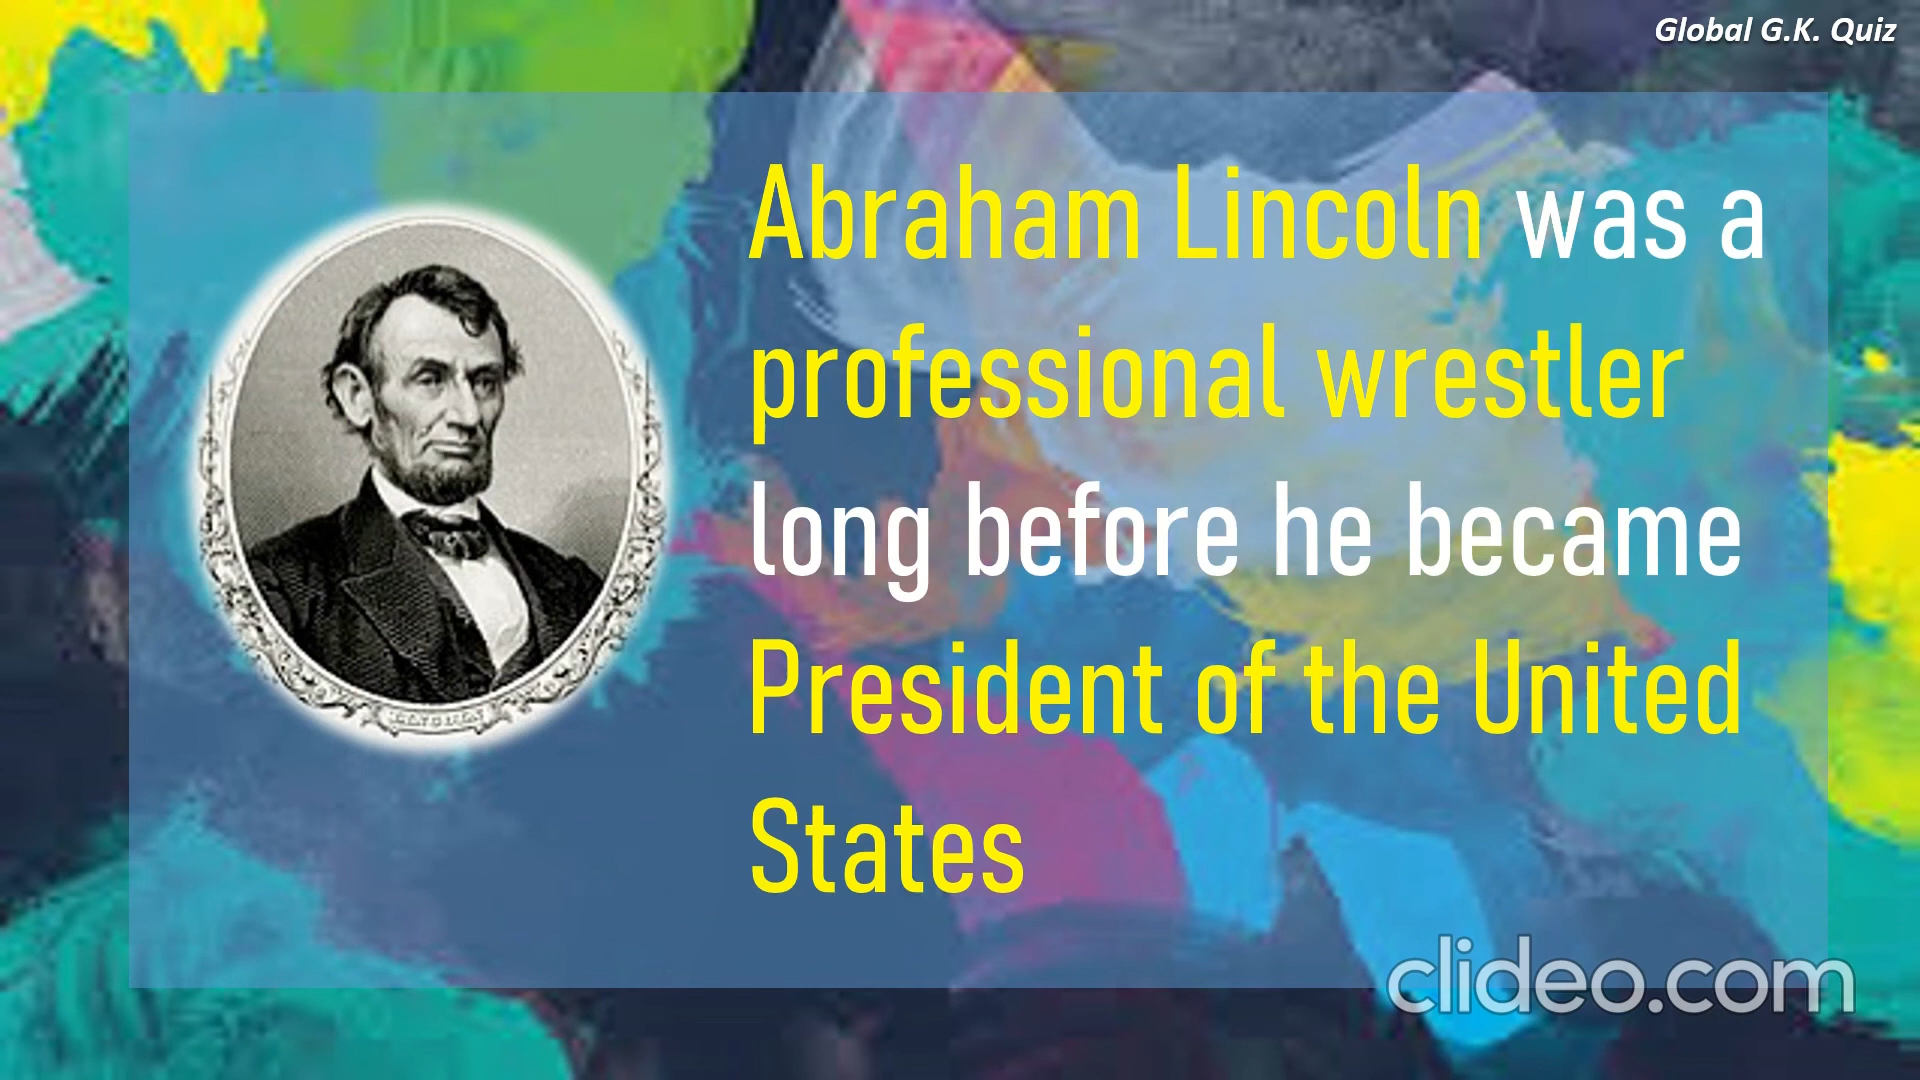 Global G.K. Quiz
Abraham Lincoln was a
professional wrestler
long before he became
President of the United
States
clideo.com